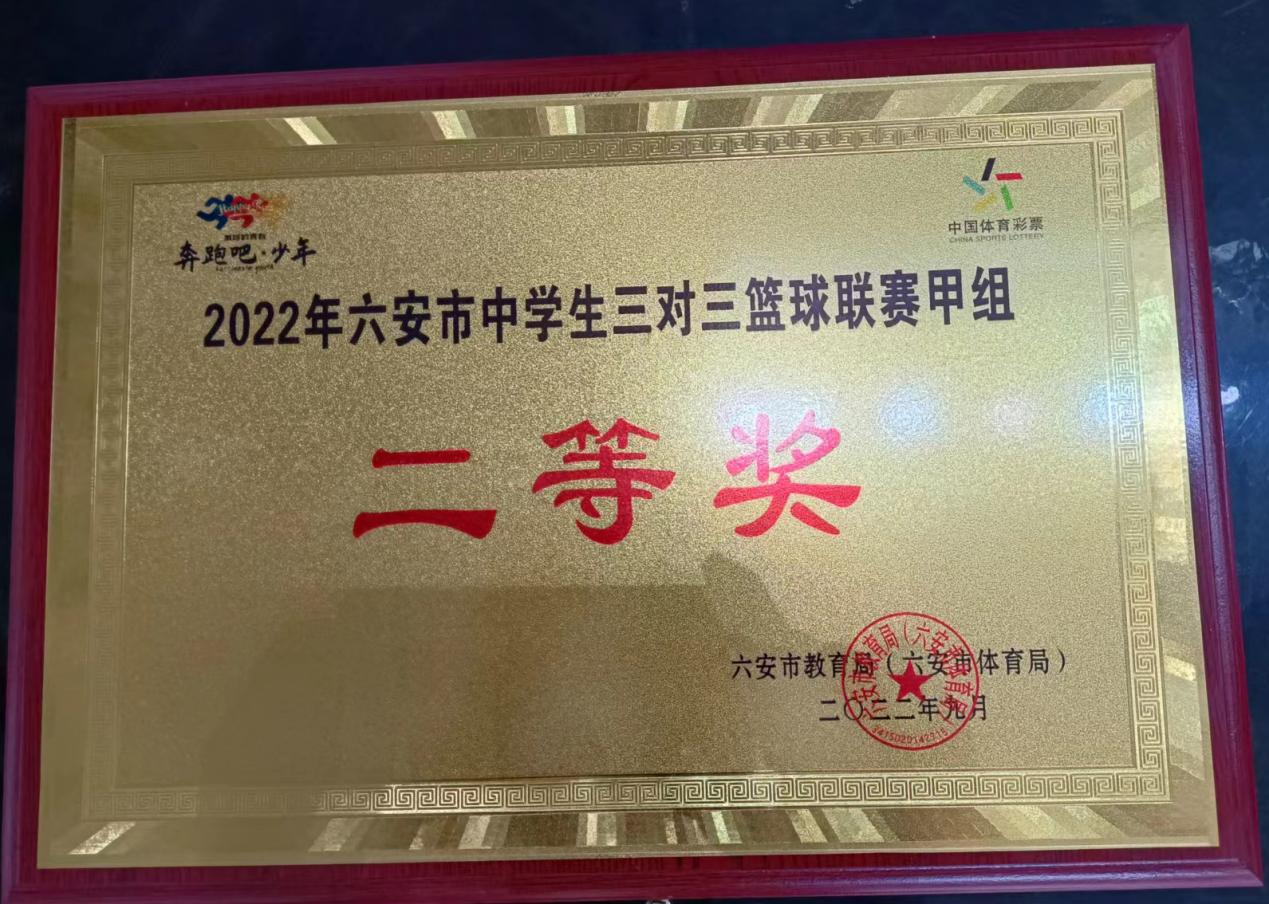 奔跑吧·少年
中国体育彩票
CHINA SPORTS LOTTERY
2022年六安市中学生三对三篮球联赛甲组
二等奖
六安市教育局（六安市体育局）
二〇二二年元月